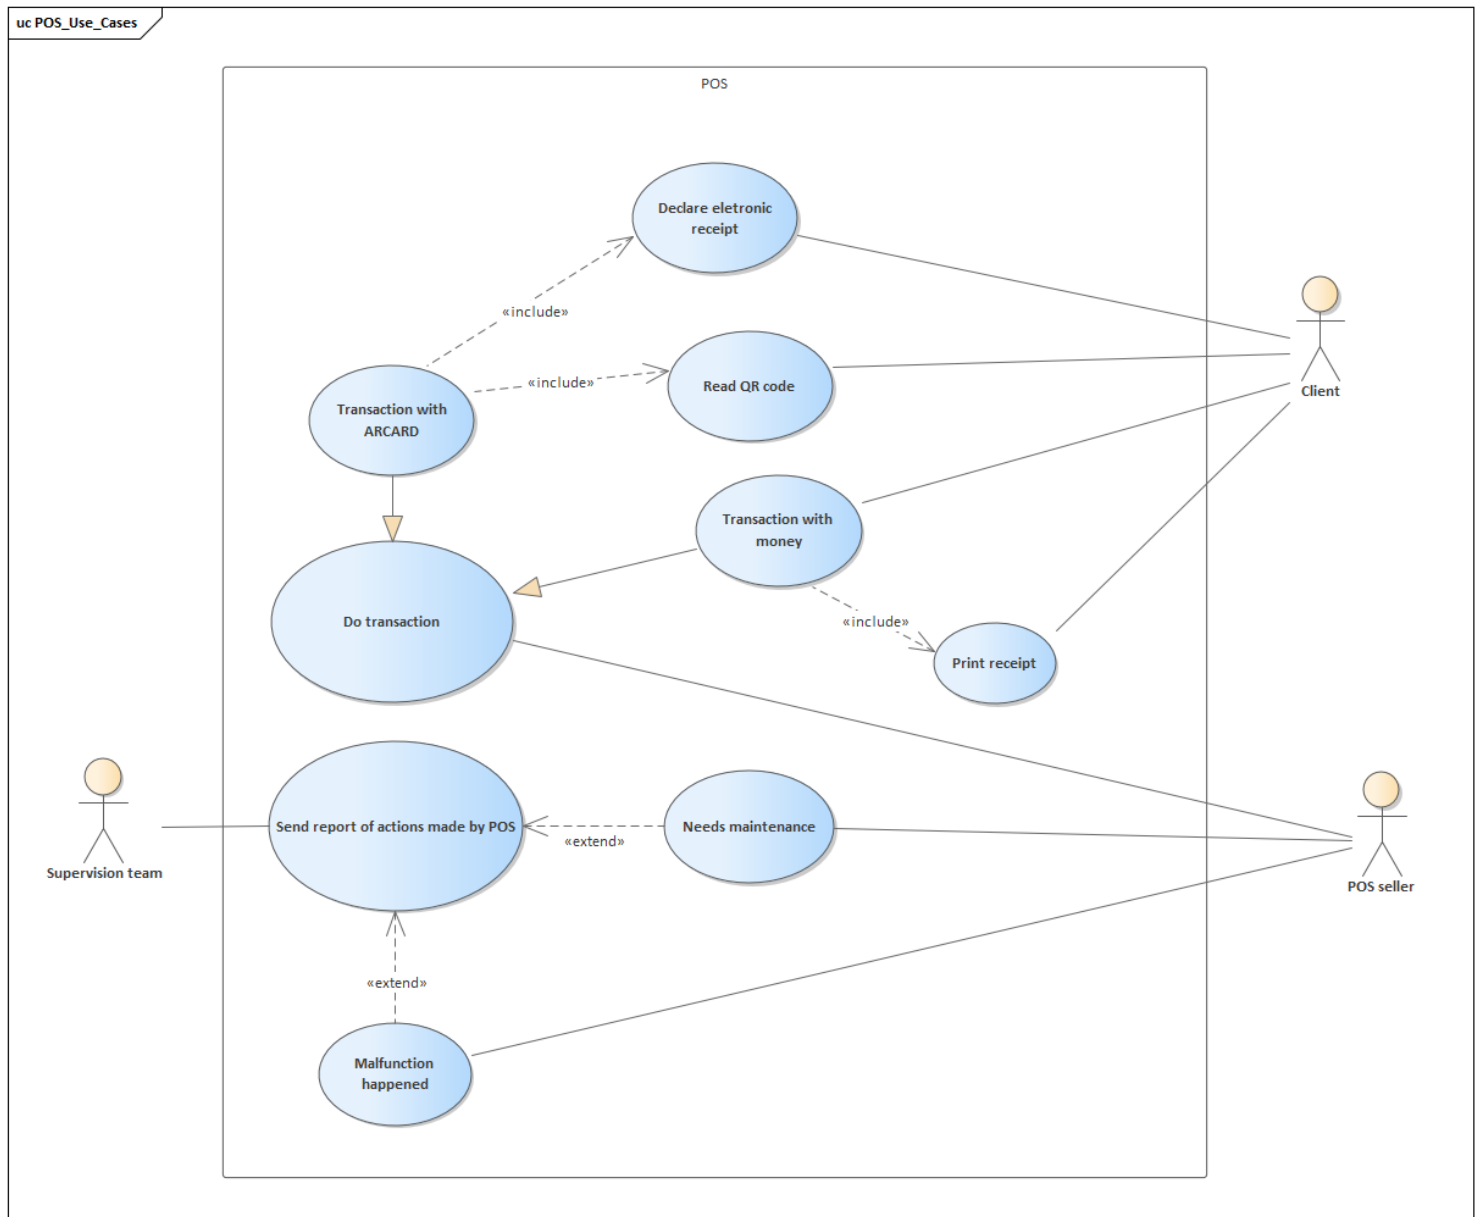 uc POS_Use_Cases
POS
Declare eletronic
receipt
«include»
«include»
Read QR code
Client
Transaction with
ARCARD
Transaction with
money
Do transaction
«include»
Print receipt
Supervision team
Send report of actions made by POS
«extend»
Needs maintenance
POS seller
«extend»
Malfunction
happened